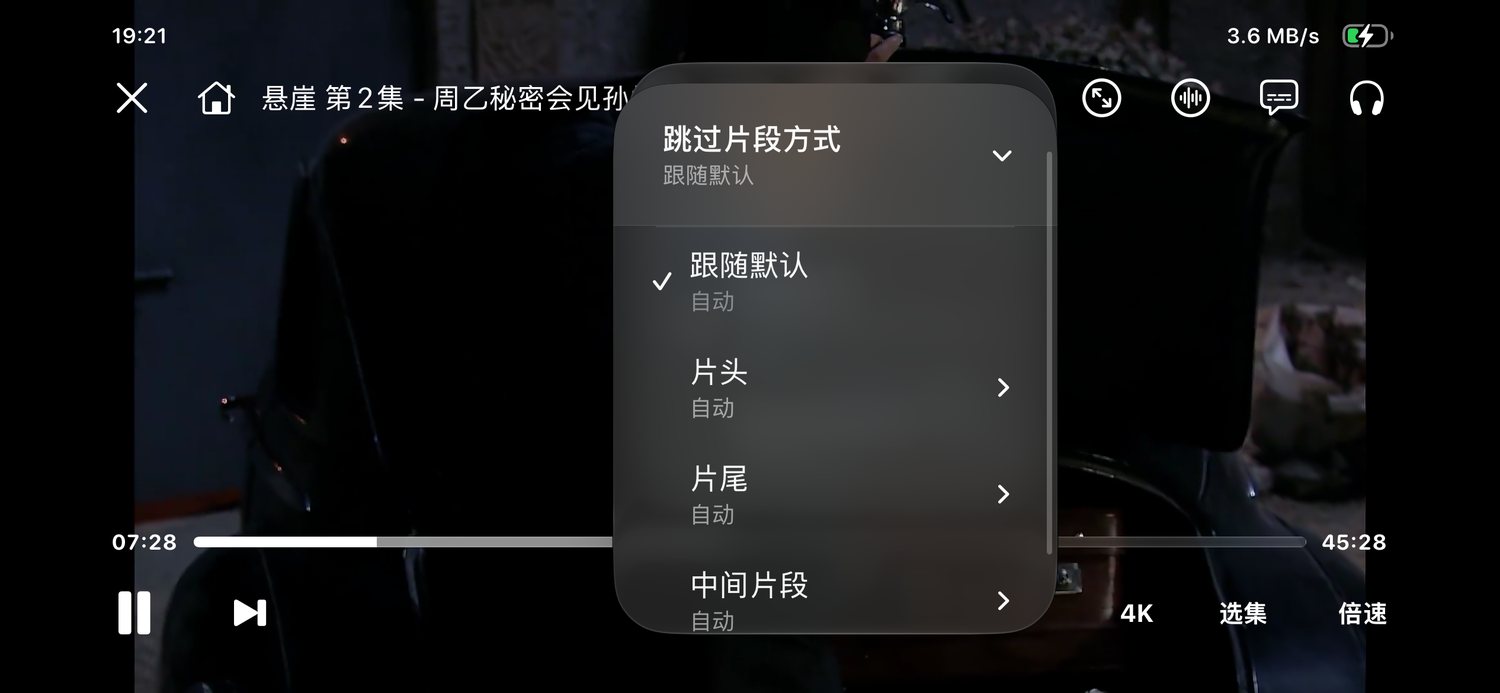 19:21
3.6 MB/s
悬崖 第2集 - 周乙秘密会见孙
跳过片段方式
跟随默认
跟随默认
自动
片头
自动
片尾
自动
中间片段
自动
07:28
45:28
4K
选集
倍速